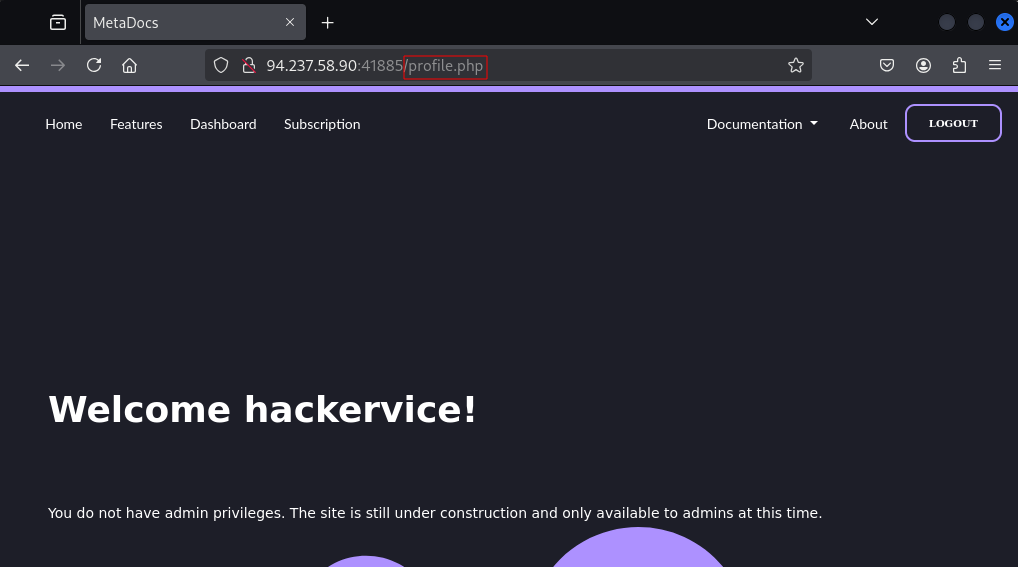 MetaDocs
94.237.58.90:41885/profile.php
Home Features Dashboard Subscription Documentation About LOGOUT
Welcome hackervice!
You do not have admin privileges. The site is still under construction and only available to admins at this time.